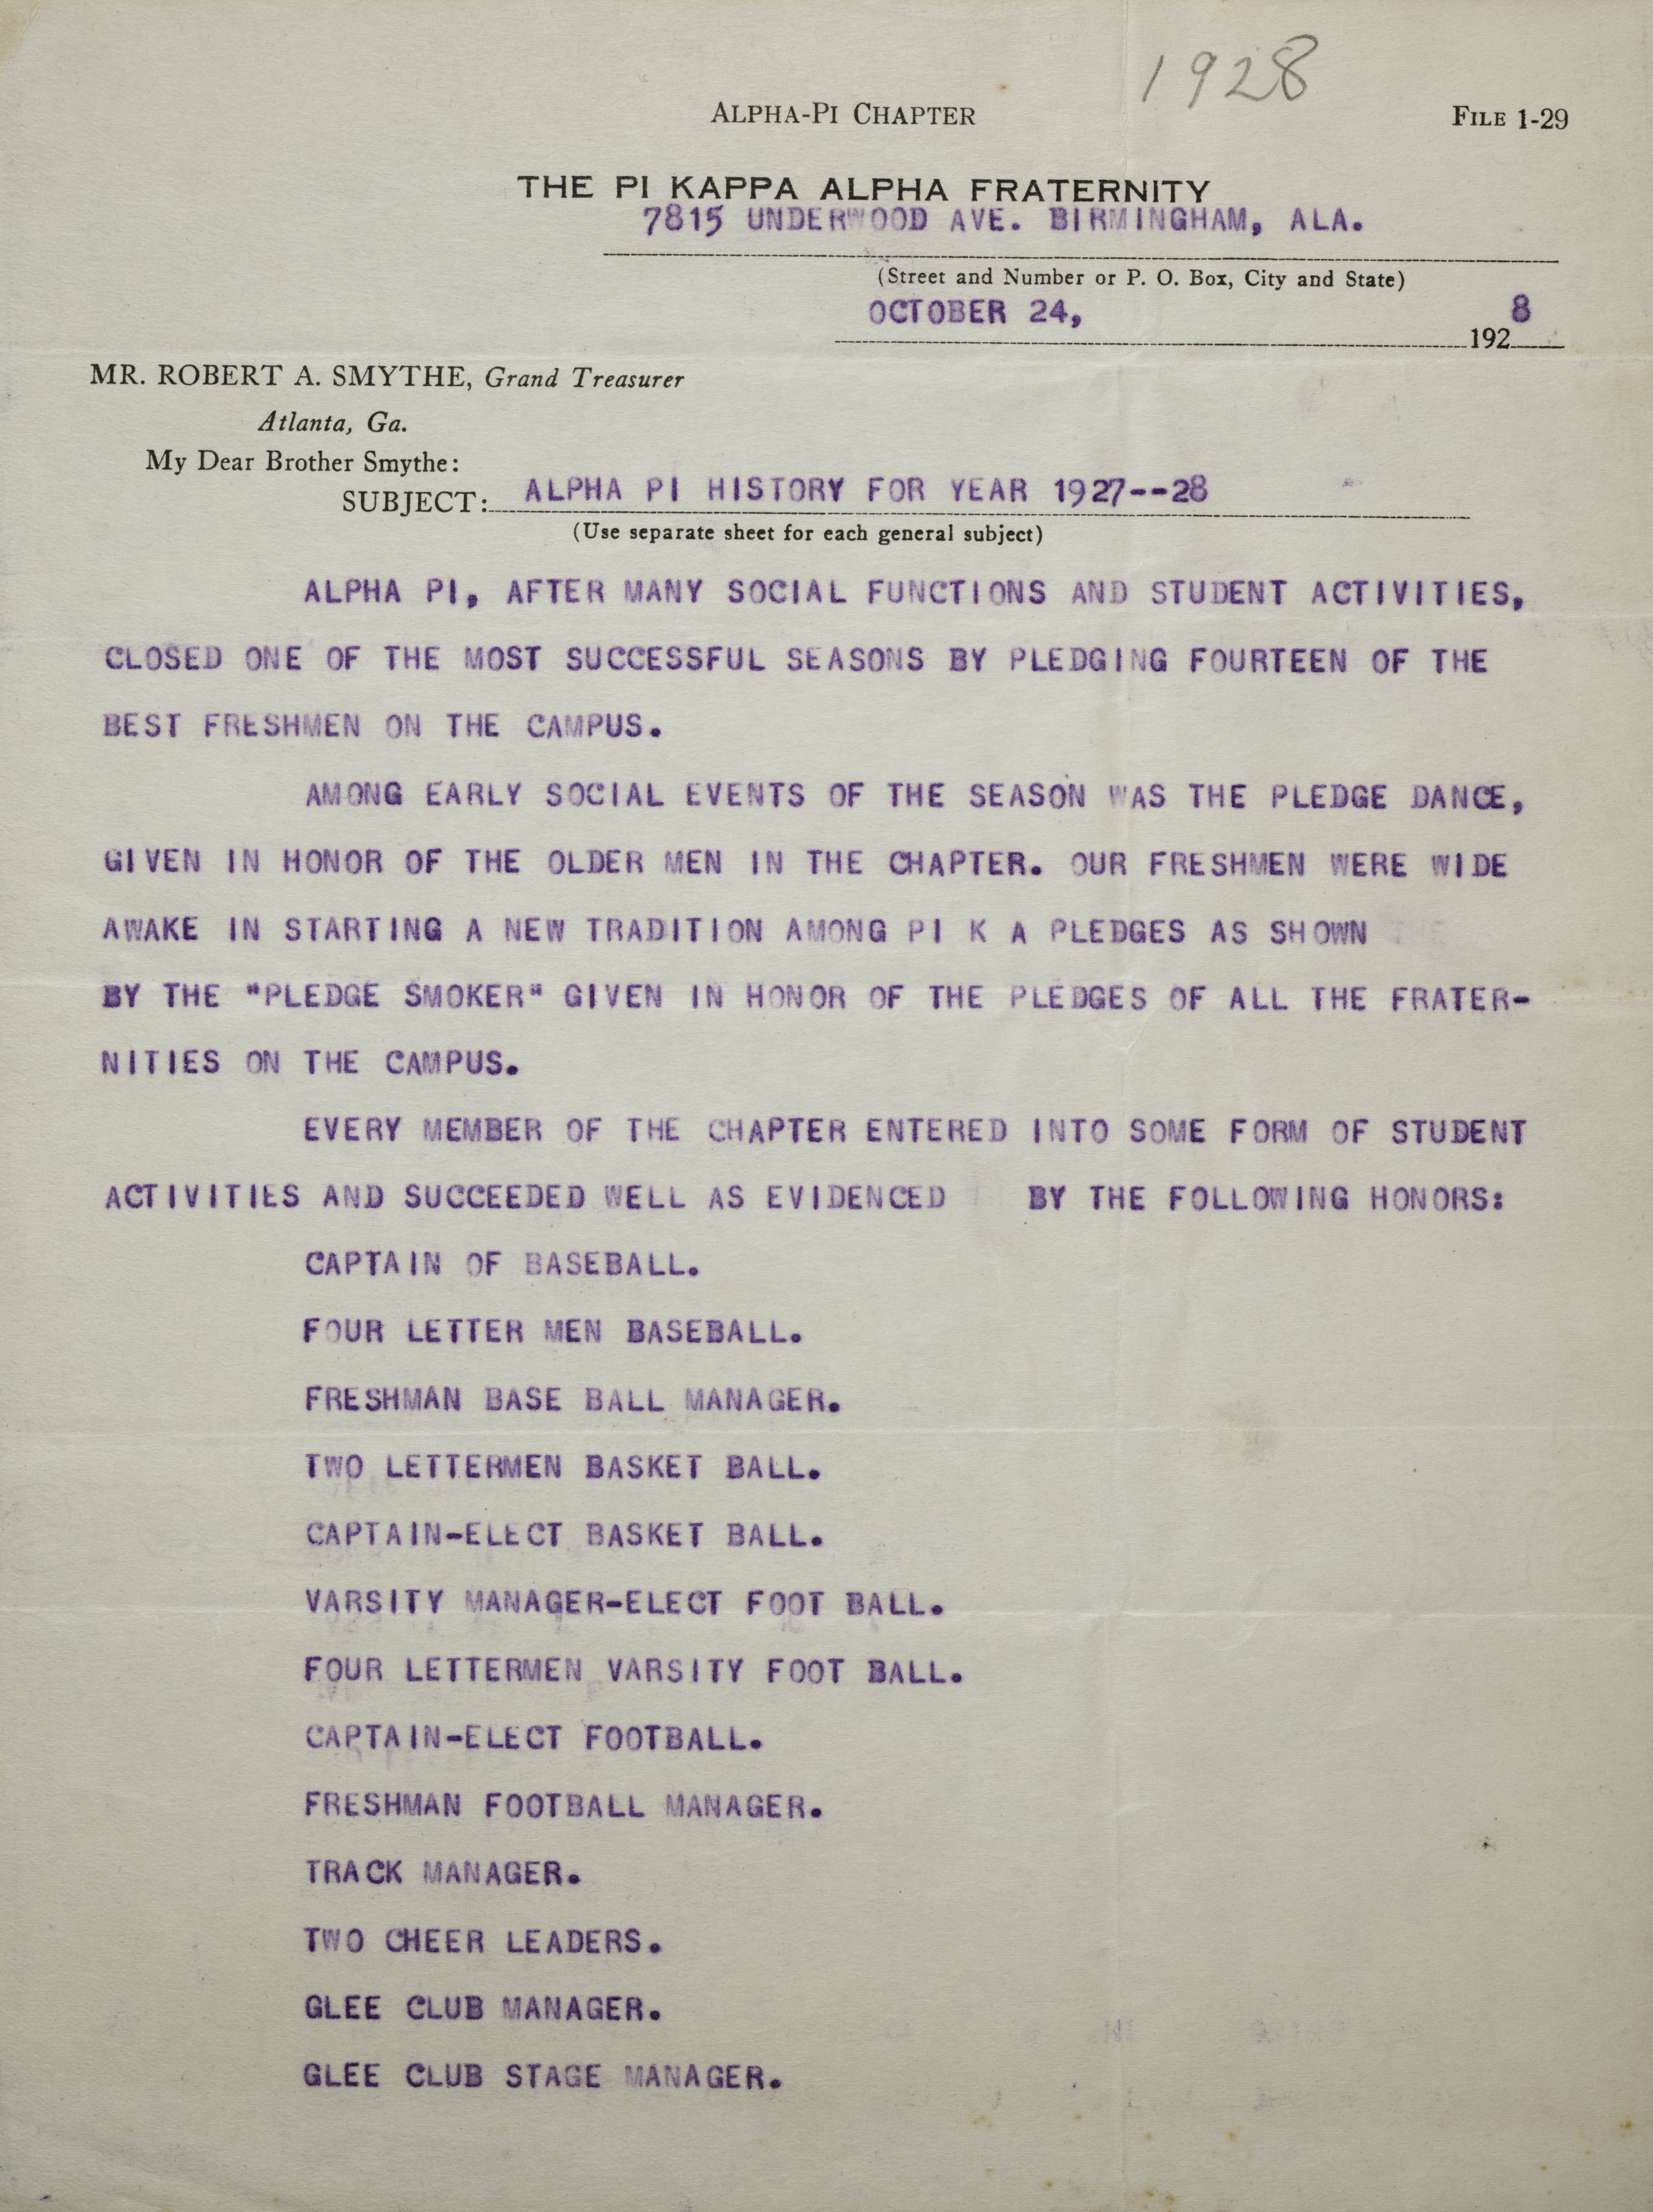 1928
ALPHA-PI CHAPTER
FILE 1-29
THE PI KAPPA ALPHA FRATERNITY
7815 UNDERWOOD AVE. BIRMINGHAM, ALA.
(Street and Number or P. O. Box, City and State)
OCTOBER 24, 1928
MR. ROBERT A. SMYTHE, Grand Treasurer
Atlanta, Ga.
My Dear Brother Smythe:
SUBJECT: ALPHA PI HISTORY FOR YEAR 1927--28
(Use separate sheet for each general subject)
ALPHA PI, AFTER MANY SOCIAL FUNCTIONS AND STUDENT ACTIVITIES,
CLOSED ONE OF THE MOST SUCCESSFUL SEASONS BY PLEDGING FOURTEEN OF THE
BEST FRESHMEN ON THE CAMPUS.
AMONG EARLY SOCIAL EVENTS OF THE SEASON WAS THE PLEDGE DANCE,
GIVEN IN HONOR OF THE OLDER MEN IN THE CHAPTER. OUR FRESHMEN WERE WIDE
AWAKE IN STARTING A NEW TRADITION AMONG PI K A PLEDGES AS SHOWN
BY THE "PLEDGE SMOKER" GIVEN IN HONOR OF THE PLEDGES OF ALL THE FRATER-
NITIES ON THE CAMPUS.
EVERY MEMBER OF THE CHAPTER ENTERED INTO SOME FORM OF STUDENT
ACTIVITIES AND SUCCEEDED WELL AS EVIDENCED BY THE FOLLOWING HONORS:
CAPTAIN OF BASEBALL.
FOUR LETTER MEN BASEBALL.
FRESHMAN BASE BALL MANAGER.
TWO LETTERMEN BASKET BALL.
CAPTAIN-ELECT BASKET BALL.
VARSITY MANAGER-ELECT FOOT BALL.
FOUR LETTERMEN VARSITY FOOT BALL.
CAPTAIN-ELECT FOOTBALL.
FRESHMAN FOOTBALL MANAGER.
TRACK MANAGER.
TWO CHEER LEADERS.
GLEE CLUB MANAGER.
GLEE CLUB STAGE MANAGER.